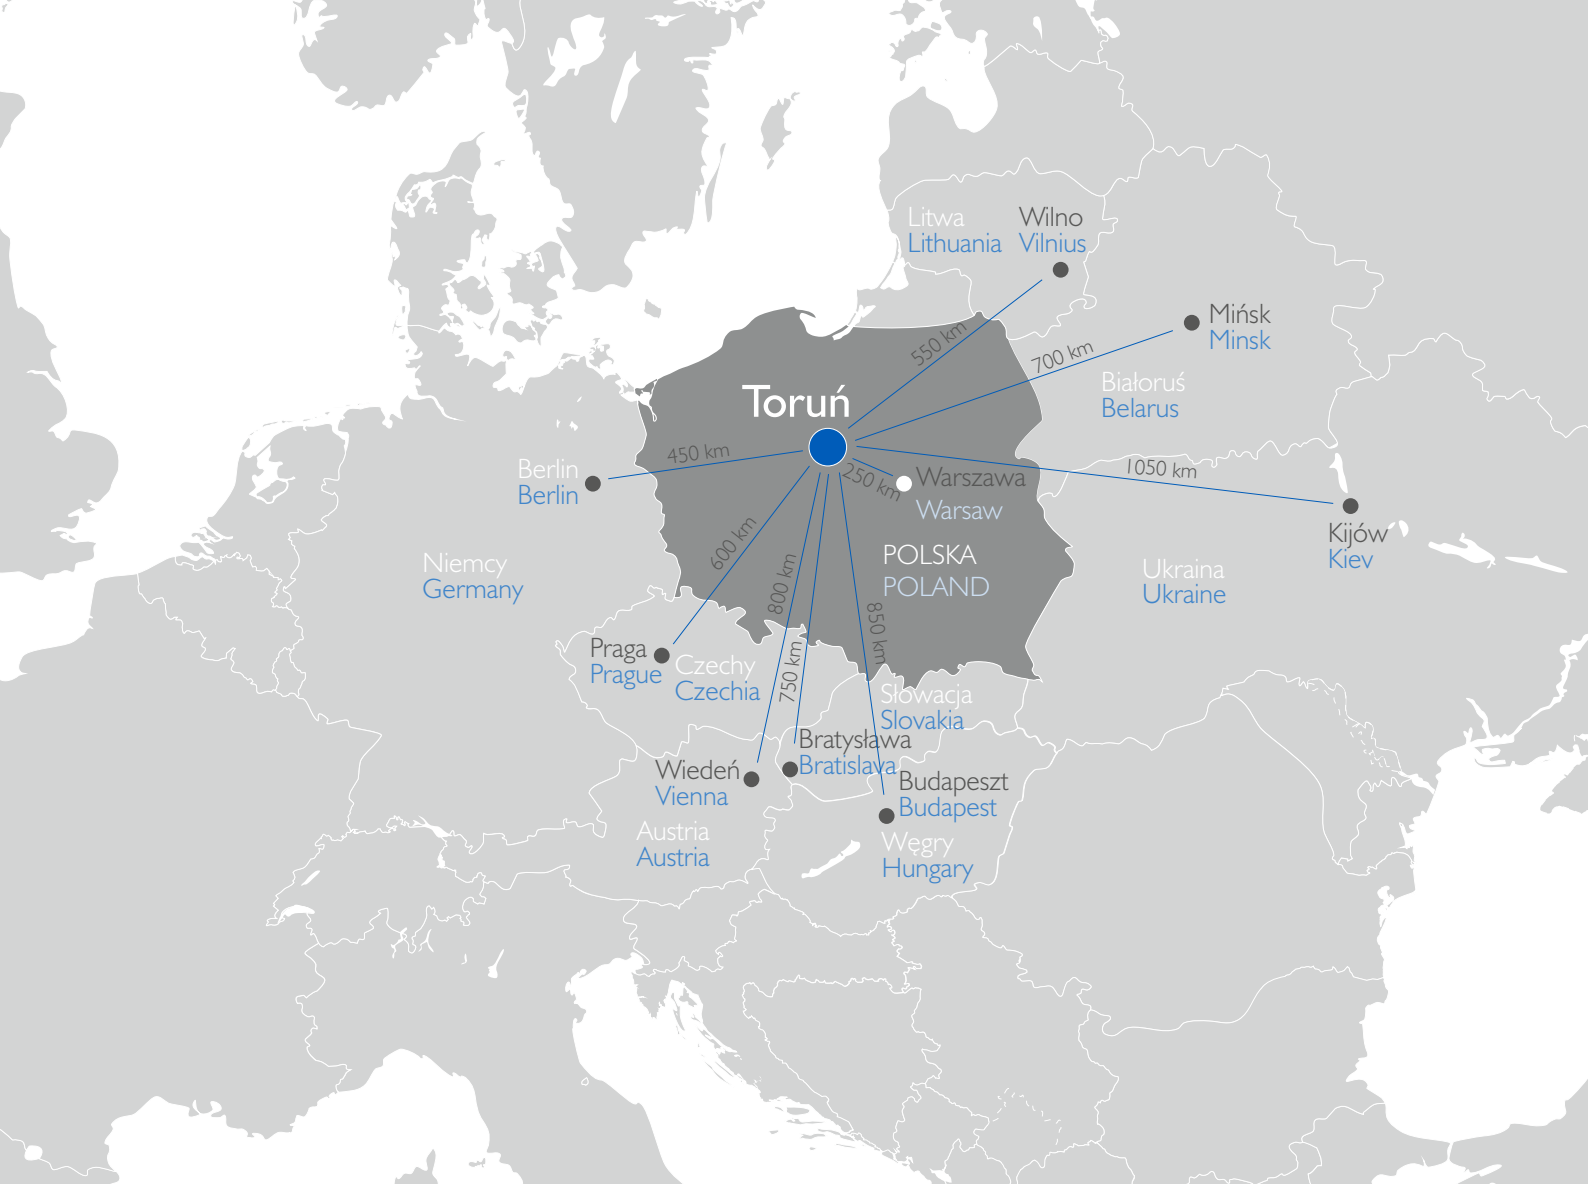 Litwa
Lithuania
Wilno
Vilnius
Mińsk
Minsk
550 km
700 km
Białoruś
Belarus
Toruń
450 km
Berlin
Berlin
250 km
Warszawa
Warsaw
1050 km
Kijów
Kiev
600 km
POLSKA
POLAND
Niemcy
Germany
Ukraina
Ukraine
800 km
850 km
Praga
Prague
Czechy
Czechia
750 km
Słowacja
Slovakia
Bratysława
Bratislava
Wiedeń
Vienna
Budapeszt
Budapest
Austria
Austria
Węgry
Hungary